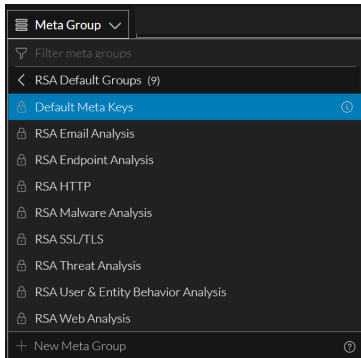 Meta Group
Filter meta groups
RSA Default Groups (9)
Default Meta Keys
RSA Email Analysis
RSA Endpoint Analysis
RSA HTTP
RSA Malware Analysis
RSA SSL/TLS
RSA Threat Analysis
RSA User & Entity Behavior Analysis
RSA Web Analysis
New Meta Group